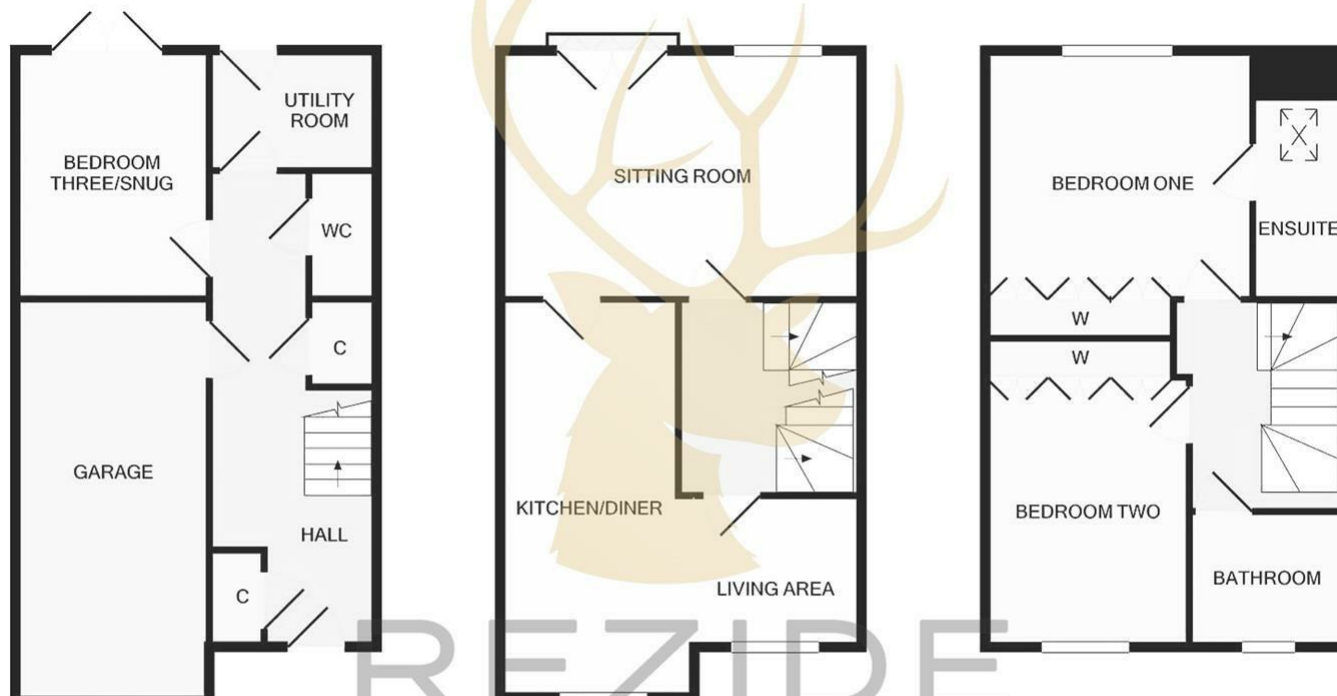 BEDROOM
THREE/SNUG
UTILITY
ROOM
WC
C
GARAGE
HALL
C
SITTING ROOM
KITCHEN/DINER
LIVING AREA
BEDROOM ONE
ENSUITE
W
W
BEDROOM TWO
BATHROOM
REZIDE